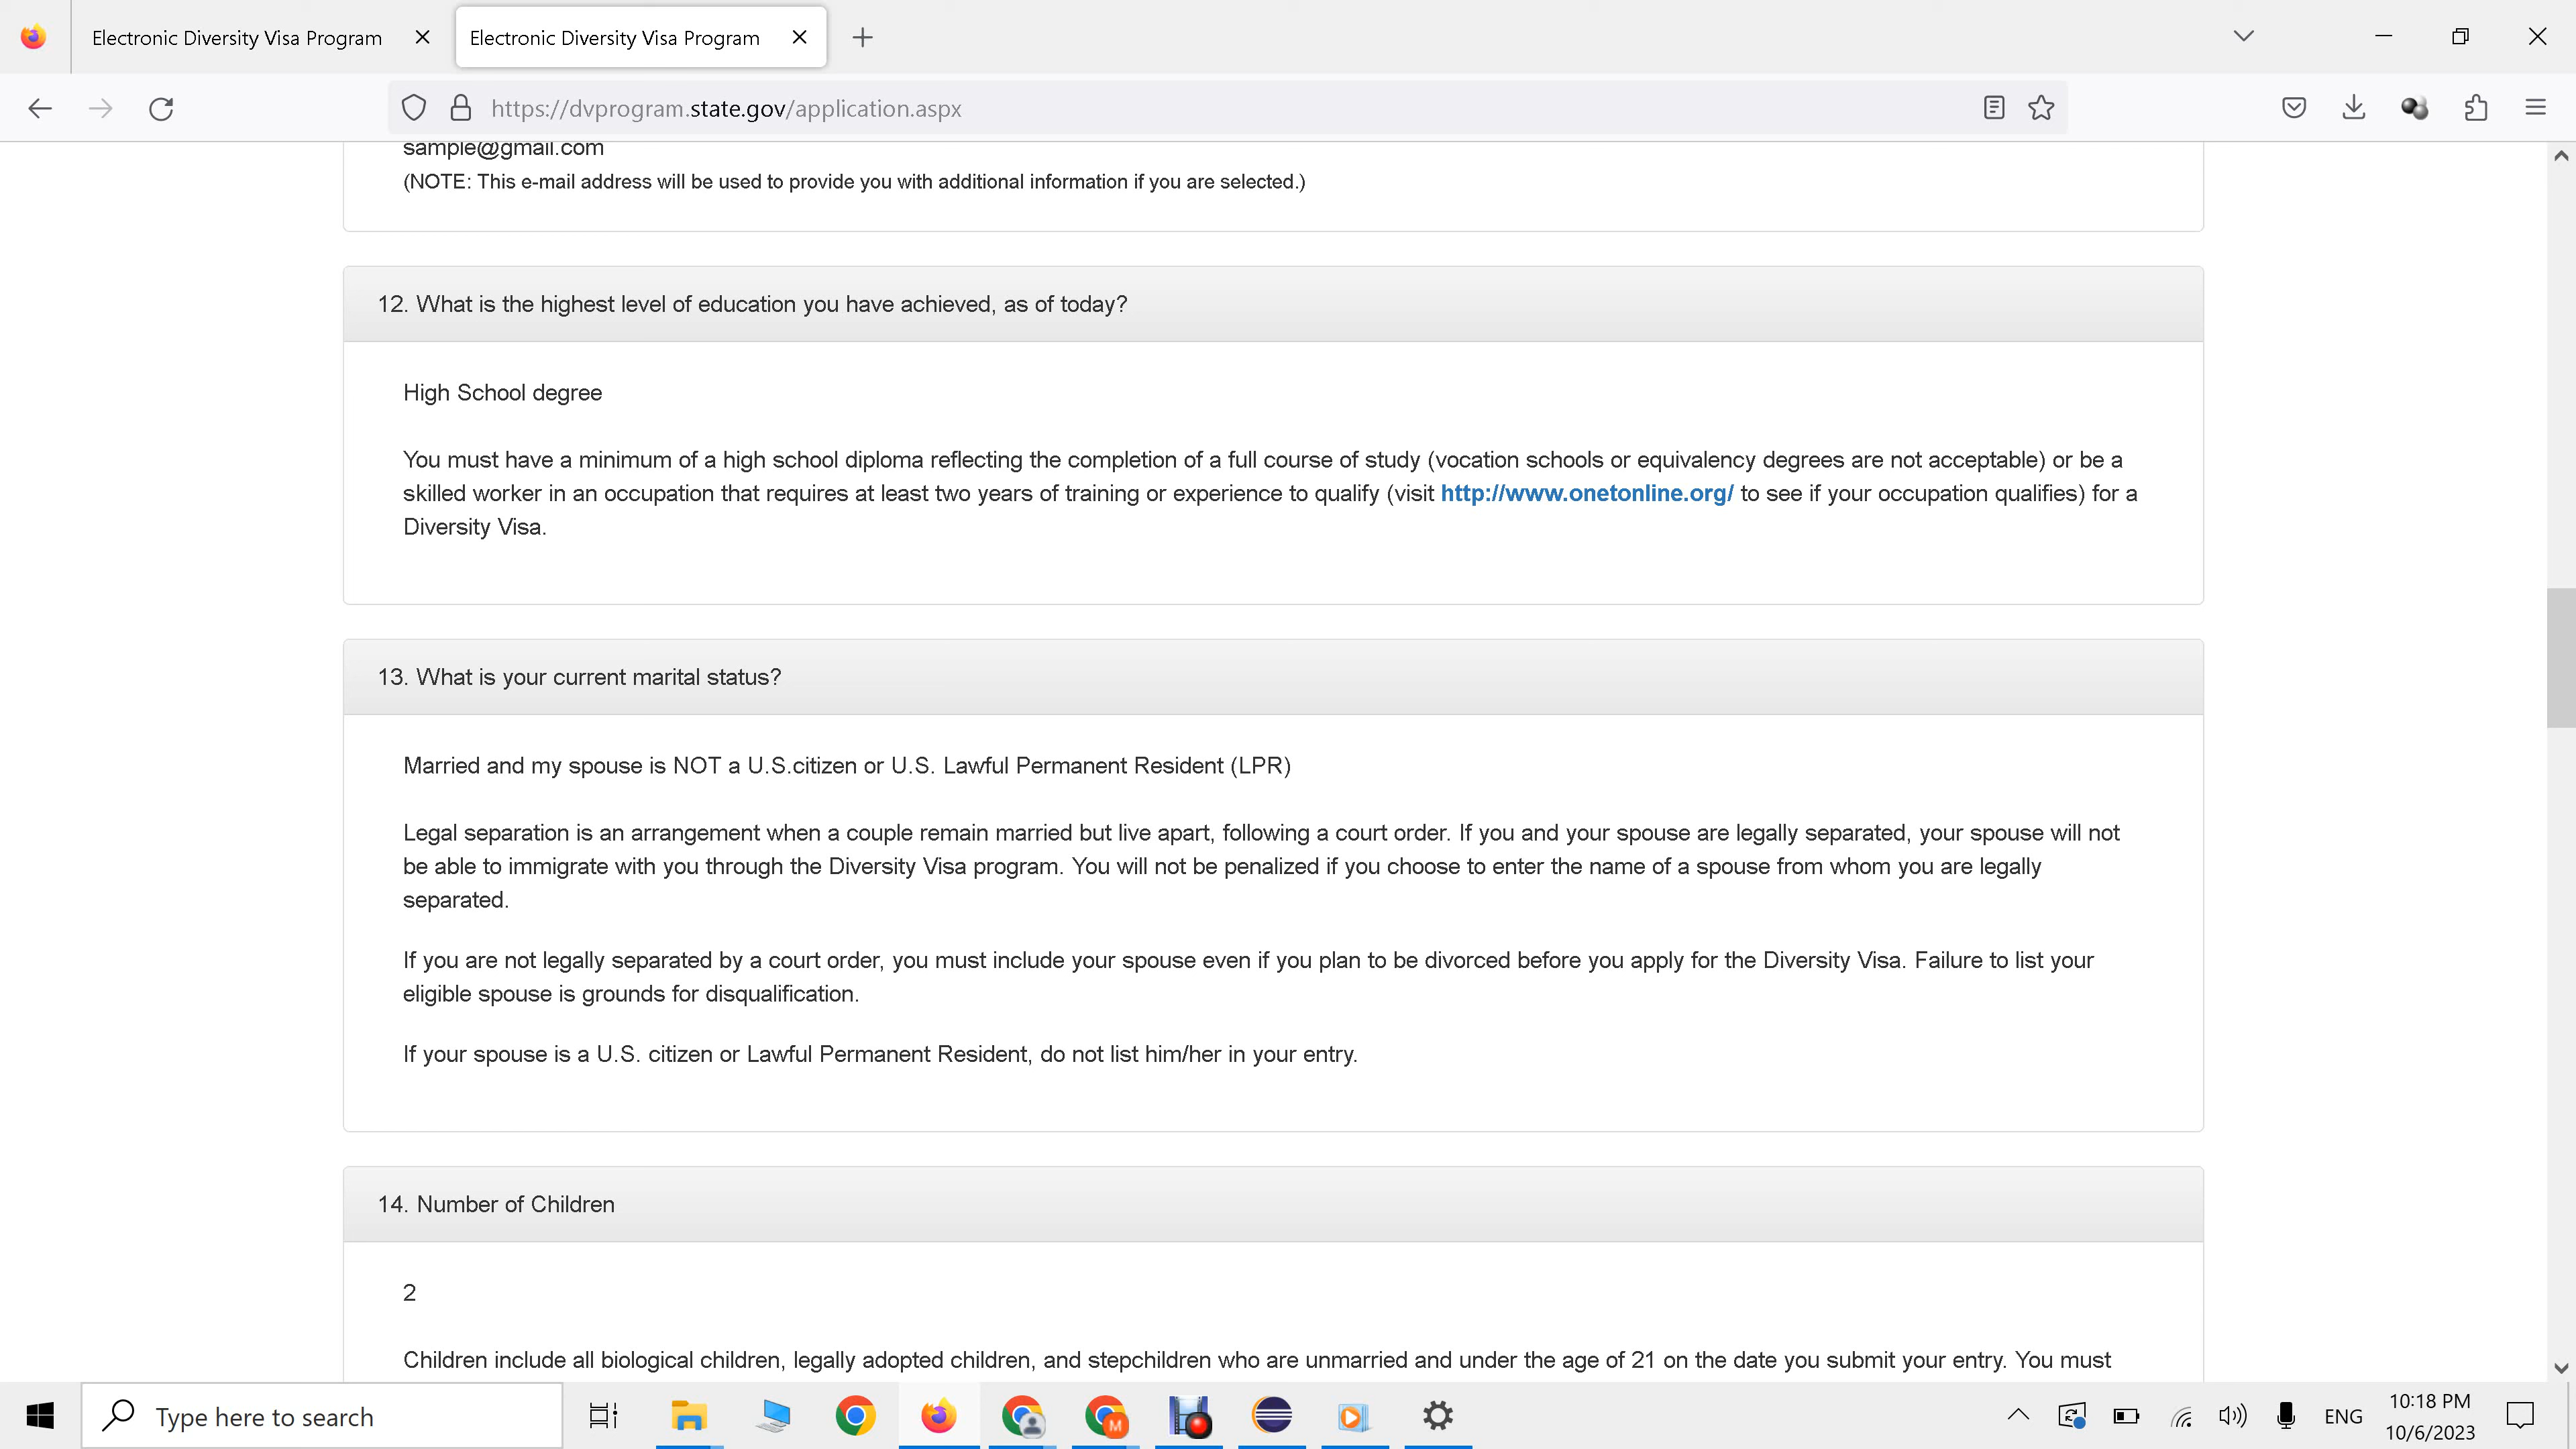 Electronic Diversity Visa Program
Electronic Diversity Visa Program
https://dvprogram.state.gov/application.aspx
sample@gmail.com
(NOTE: This e-mail address will be used to provide you with additional information if you are selected.)
12. What is the highest level of education you have achieved, as of today?
High School degree
You must have a minimum of a high school diploma reflecting the completion of a full course of study (vocation schools or equivalency degrees are not acceptable) or be a
skilled worker in an occupation that requires at least two years of training or experience to qualify (visit http://www.onetonline.org/ to see if your occupation qualifies) for a
Diversity Visa.
13. What is your current marital status?
Married and my spouse is NOT a U.S.citizen or U.S. Lawful Permanent Resident (LPR)
Legal separation is an arrangement when a couple remain married but live apart, following a court order. If you and your spouse are legally separated, your spouse will not
be able to immigrate with you through the Diversity Visa program. You will not be penalized if you choose to enter the name of a spouse from whom you are legally
separated.
If you are not legally separated by a court order, you must include your spouse even if you plan to be divorced before you apply for the Diversity Visa. Failure to list your
eligible spouse is grounds for disqualification.
If your spouse is a U.S. citizen or Lawful Permanent Resident, do not list him/her in your entry.
14. Number of Children
2
Children include all biological children, legally adopted children, and stepchildren who are unmarried and under the age of 21 on the date you submit your entry. You must
Type here to search
M
ENG
10:18 PM
10/6/2023